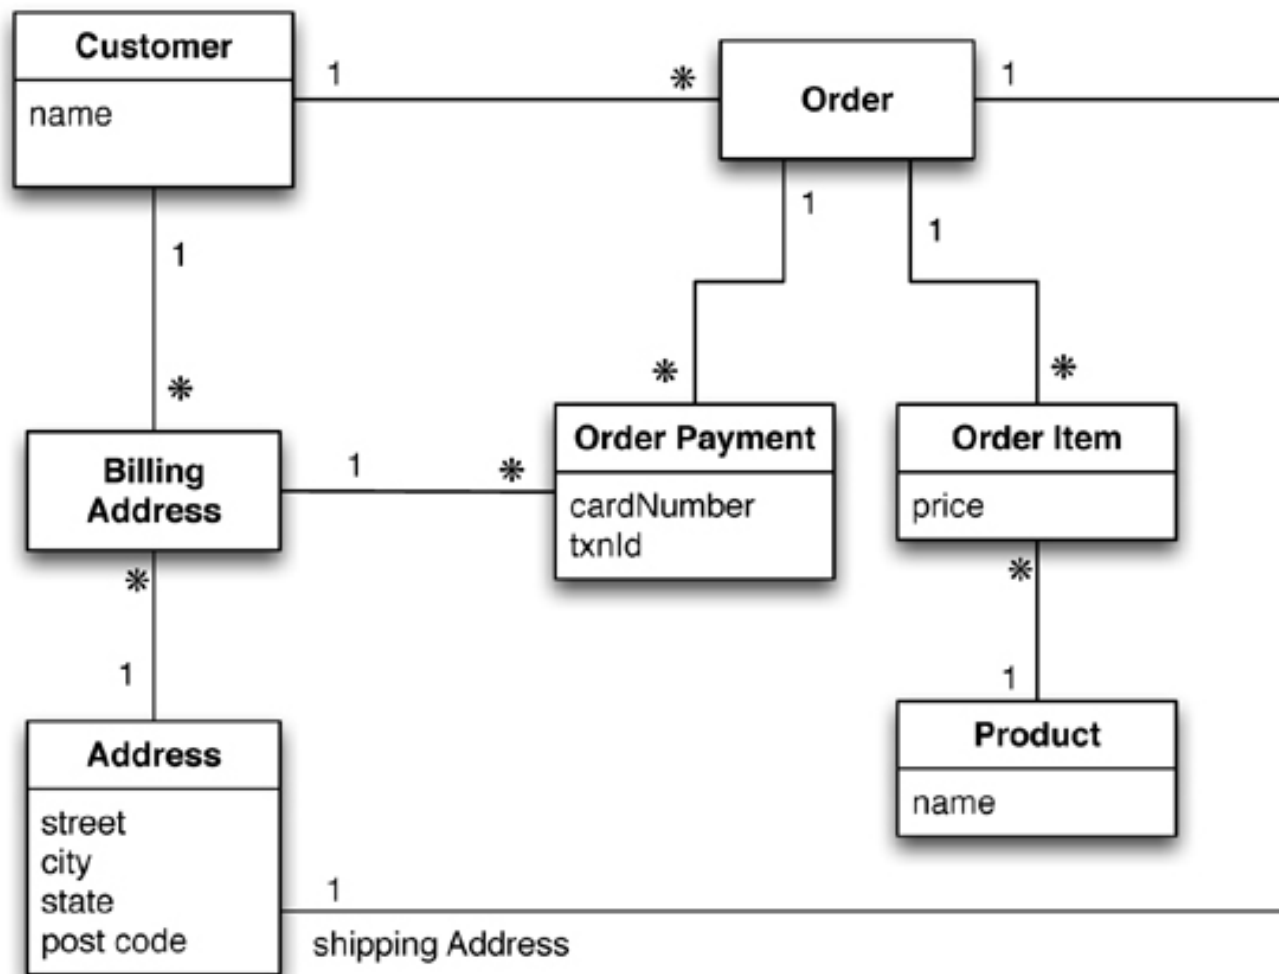 Customer
name
1
*
Order
1
1
1
1
*
*
*
Billing
Address
1
*
Order Payment
cardNumber
txnId
Order Item
price
*
1
*
1
Address
street
city
state
post code
Product
name
1
shipping Address